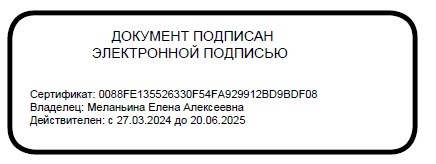 ДОКУМЕНТ ПОДПИСАН
ЭЛЕКТРОННОЙ ПОДПИСЬЮ
Сертификат: 0088FE135526330F54FA929912BD9BDF08
Владелец: Меланьина Елена Алексеевна
Действителен: с 27.03.2024 до 20.06.2025